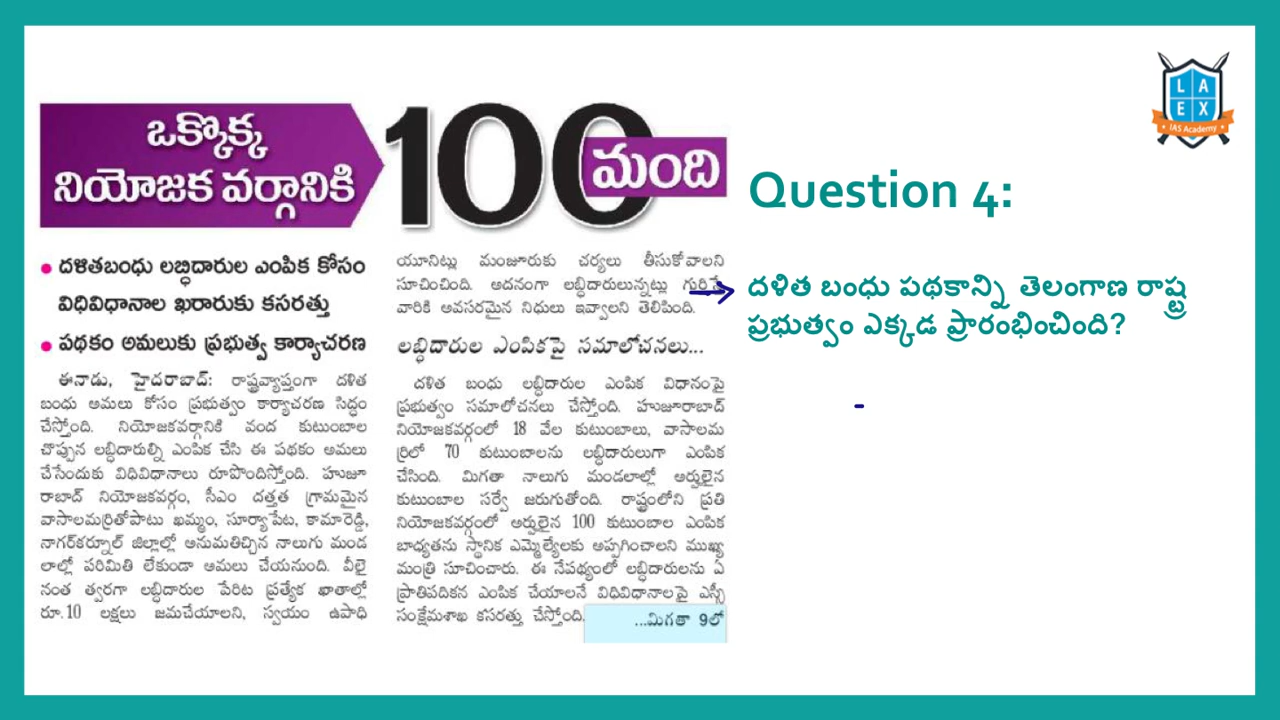 ఒక్కొక్క
నియోజక వర్గానికి
100 మంది
• దళితబంధు లబ్ధిదారుల ఎంపిక కోసం
విధివిధానాల ఖరారుకు కసరత్తు
• పథకం అమలుకు ప్రభుత్వ కార్యాచరణ
ఈనాడు, హైదరాబాద్: రాష్ట్రవ్యాప్తంగా దళిత
బంధు అమలు కోసం ప్రభుత్వం కార్యాచరణ సిద్ధం
చేస్తోంది. నియోజకవర్గానికి వంద కుటుంబాల
చొప్పున లబ్ధిదారుల్ని ఎంపిక చేసి ఈ పథకం అమలు
చేసేందుకు విధివిధానాలు రూపొందిస్తోంది. హుజూ
రాబాద్ నియోజకవర్గం, సీఎం దత్తత గ్రామమైన
వాసాలమర్రితోపాటు ఖమ్మం, సూర్యాపేట, కామారెడ్డి,
నాగర్‌కర్నూల్ జిల్లాల్లో అనుమతిచ్చిన నాలుగు మండ
లాల్లో పరిమితి లేకుండా అమలు చేయనుంది. వీలై
నంత త్వరగా లబ్ధిదారుల పేరిట ప్రత్యేక ఖాతాల్లో
రూ.10 లక్షలు జమచేయాలని, స్వయం ఉపాధి
యూనిట్లు మంజూరుకు చర్యలు తీసుకోవాలని
సూచించింది. అదనంగా లబ్ధిదారులున్నట్లు గుర్తిస్తే
వారికి అవసరమైన నిధులు ఇవ్వాలని తెలిపింది.
లబ్ధిదారుల ఎంపికపై సమాలోచనలు...
దళిత బంధు లబ్ధిదారుల ఎంపిక విధానంపై
ప్రభుత్వం సమాలోచనలు చేస్తోంది. హుజూరాబాద్
నియోజకవర్గంలో 18 వేల కుటుంబాలు, వాసాలమ
ర్రిలో 70 కుటుంబాలను లబ్ధిదారులుగా ఎంపిక
చేసింది. మిగతా నాలుగు మండలాల్లో అర్హులైన
కుటుంబాల సర్వే జరుగుతోంది. రాష్ట్రంలోని ప్రతి
నియోజకవర్గంలో అర్హులైన 100 కుటుంబాల ఎంపిక
బాధ్యతను స్థానిక ఎమ్మెల్యేలకు అప్పగించాలని ముఖ్య
మంత్రి సూచించారు. ఈ నేపథ్యంలో లబ్ధిదారులను ఏ
ప్రాతిపదికన ఎంపిక చేయాలనే విధివిధానాలపై ఎస్సీ
సంక్షేమశాఖ కసరత్తు చేస్తోంది.
...మిగతా 9లో
L A
E X
IAS Academy
Question 4:
దళిత బంధు పథకాన్ని తెలంగాణ రాష్ట్ర
ప్రభుత్వం ఎక్కడ ప్రారంభించింది?
-